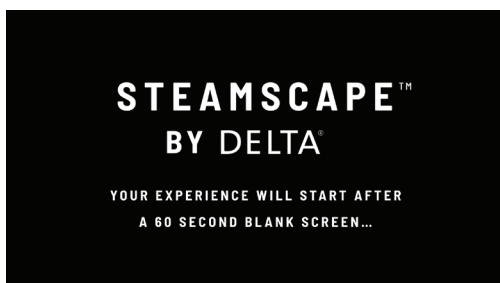 STEAMSCAPE™
BY DELTA®
YOUR EXPERIENCE WILL START AFTER
A 60 SECOND BLANK SCREEN...